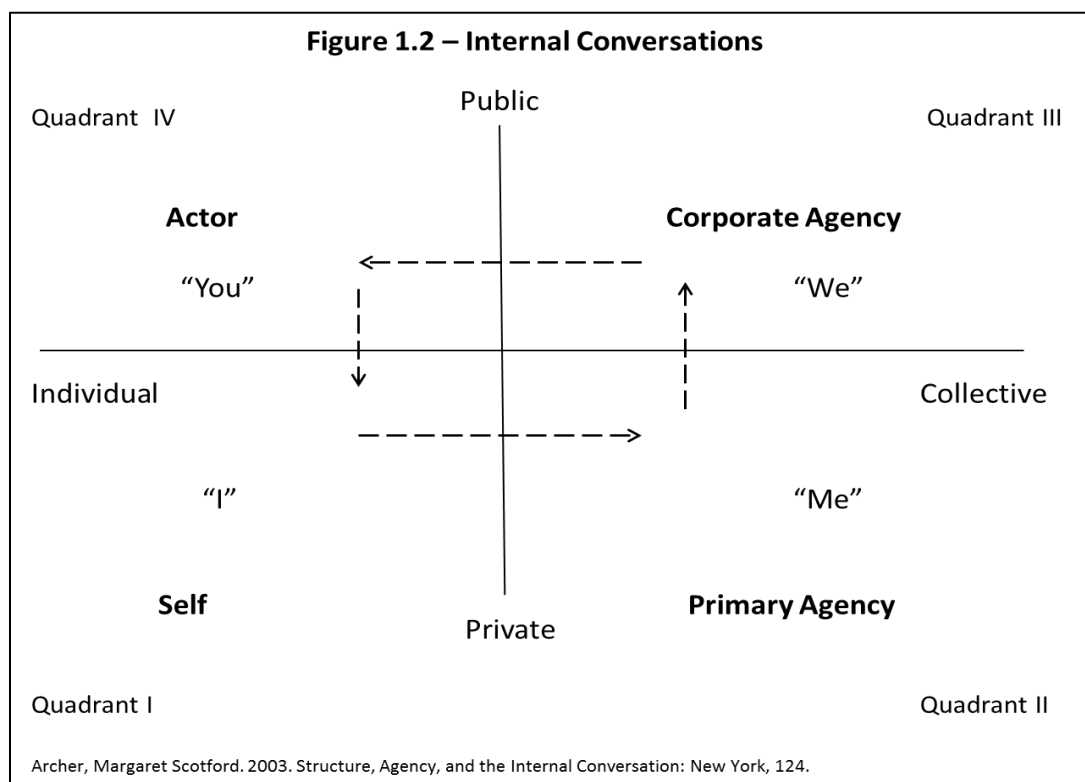 Figure 1.2 – Internal Conversations
Public
Quadrant IV
Quadrant III
Actor
Corporate Agency
“You”
“We”
Individual
Collective
“I”
“Me”
Self
Primary Agency
Private
Quadrant I
Quadrant II
Archer, Margaret Scotford. 2003. Structure, Agency, and the Internal Conversation: New York, 124.